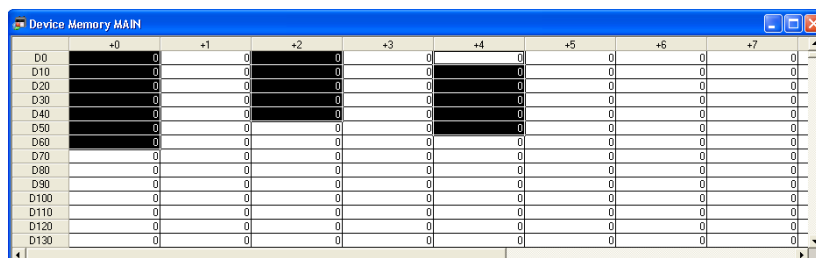 Device Memory MAIN
+0 +1 +2 +3 +4 +5 +6 +7
D0 0 0 0 0 0 0 0 0
D10 0 0 0 0 0 0 0 0
D20 0 0 0 0 0 0 0 0
D30 0 0 0 0 0 0 0 0
D40 0 0 0 0 0 0 0 0
D50 0 0 0 0 0 0 0 0
D60 0 0 0 0 0 0 0 0
D70 0 0 0 0 0 0 0 0
D80 0 0 0 0 0 0 0 0
D90 0 0 0 0 0 0 0 0
D100 0 0 0 0 0 0 0 0
D110 0 0 0 0 0 0 0 0
D120 0 0 0 0 0 0 0 0
D130 0 0 0 0 0 0 0 0